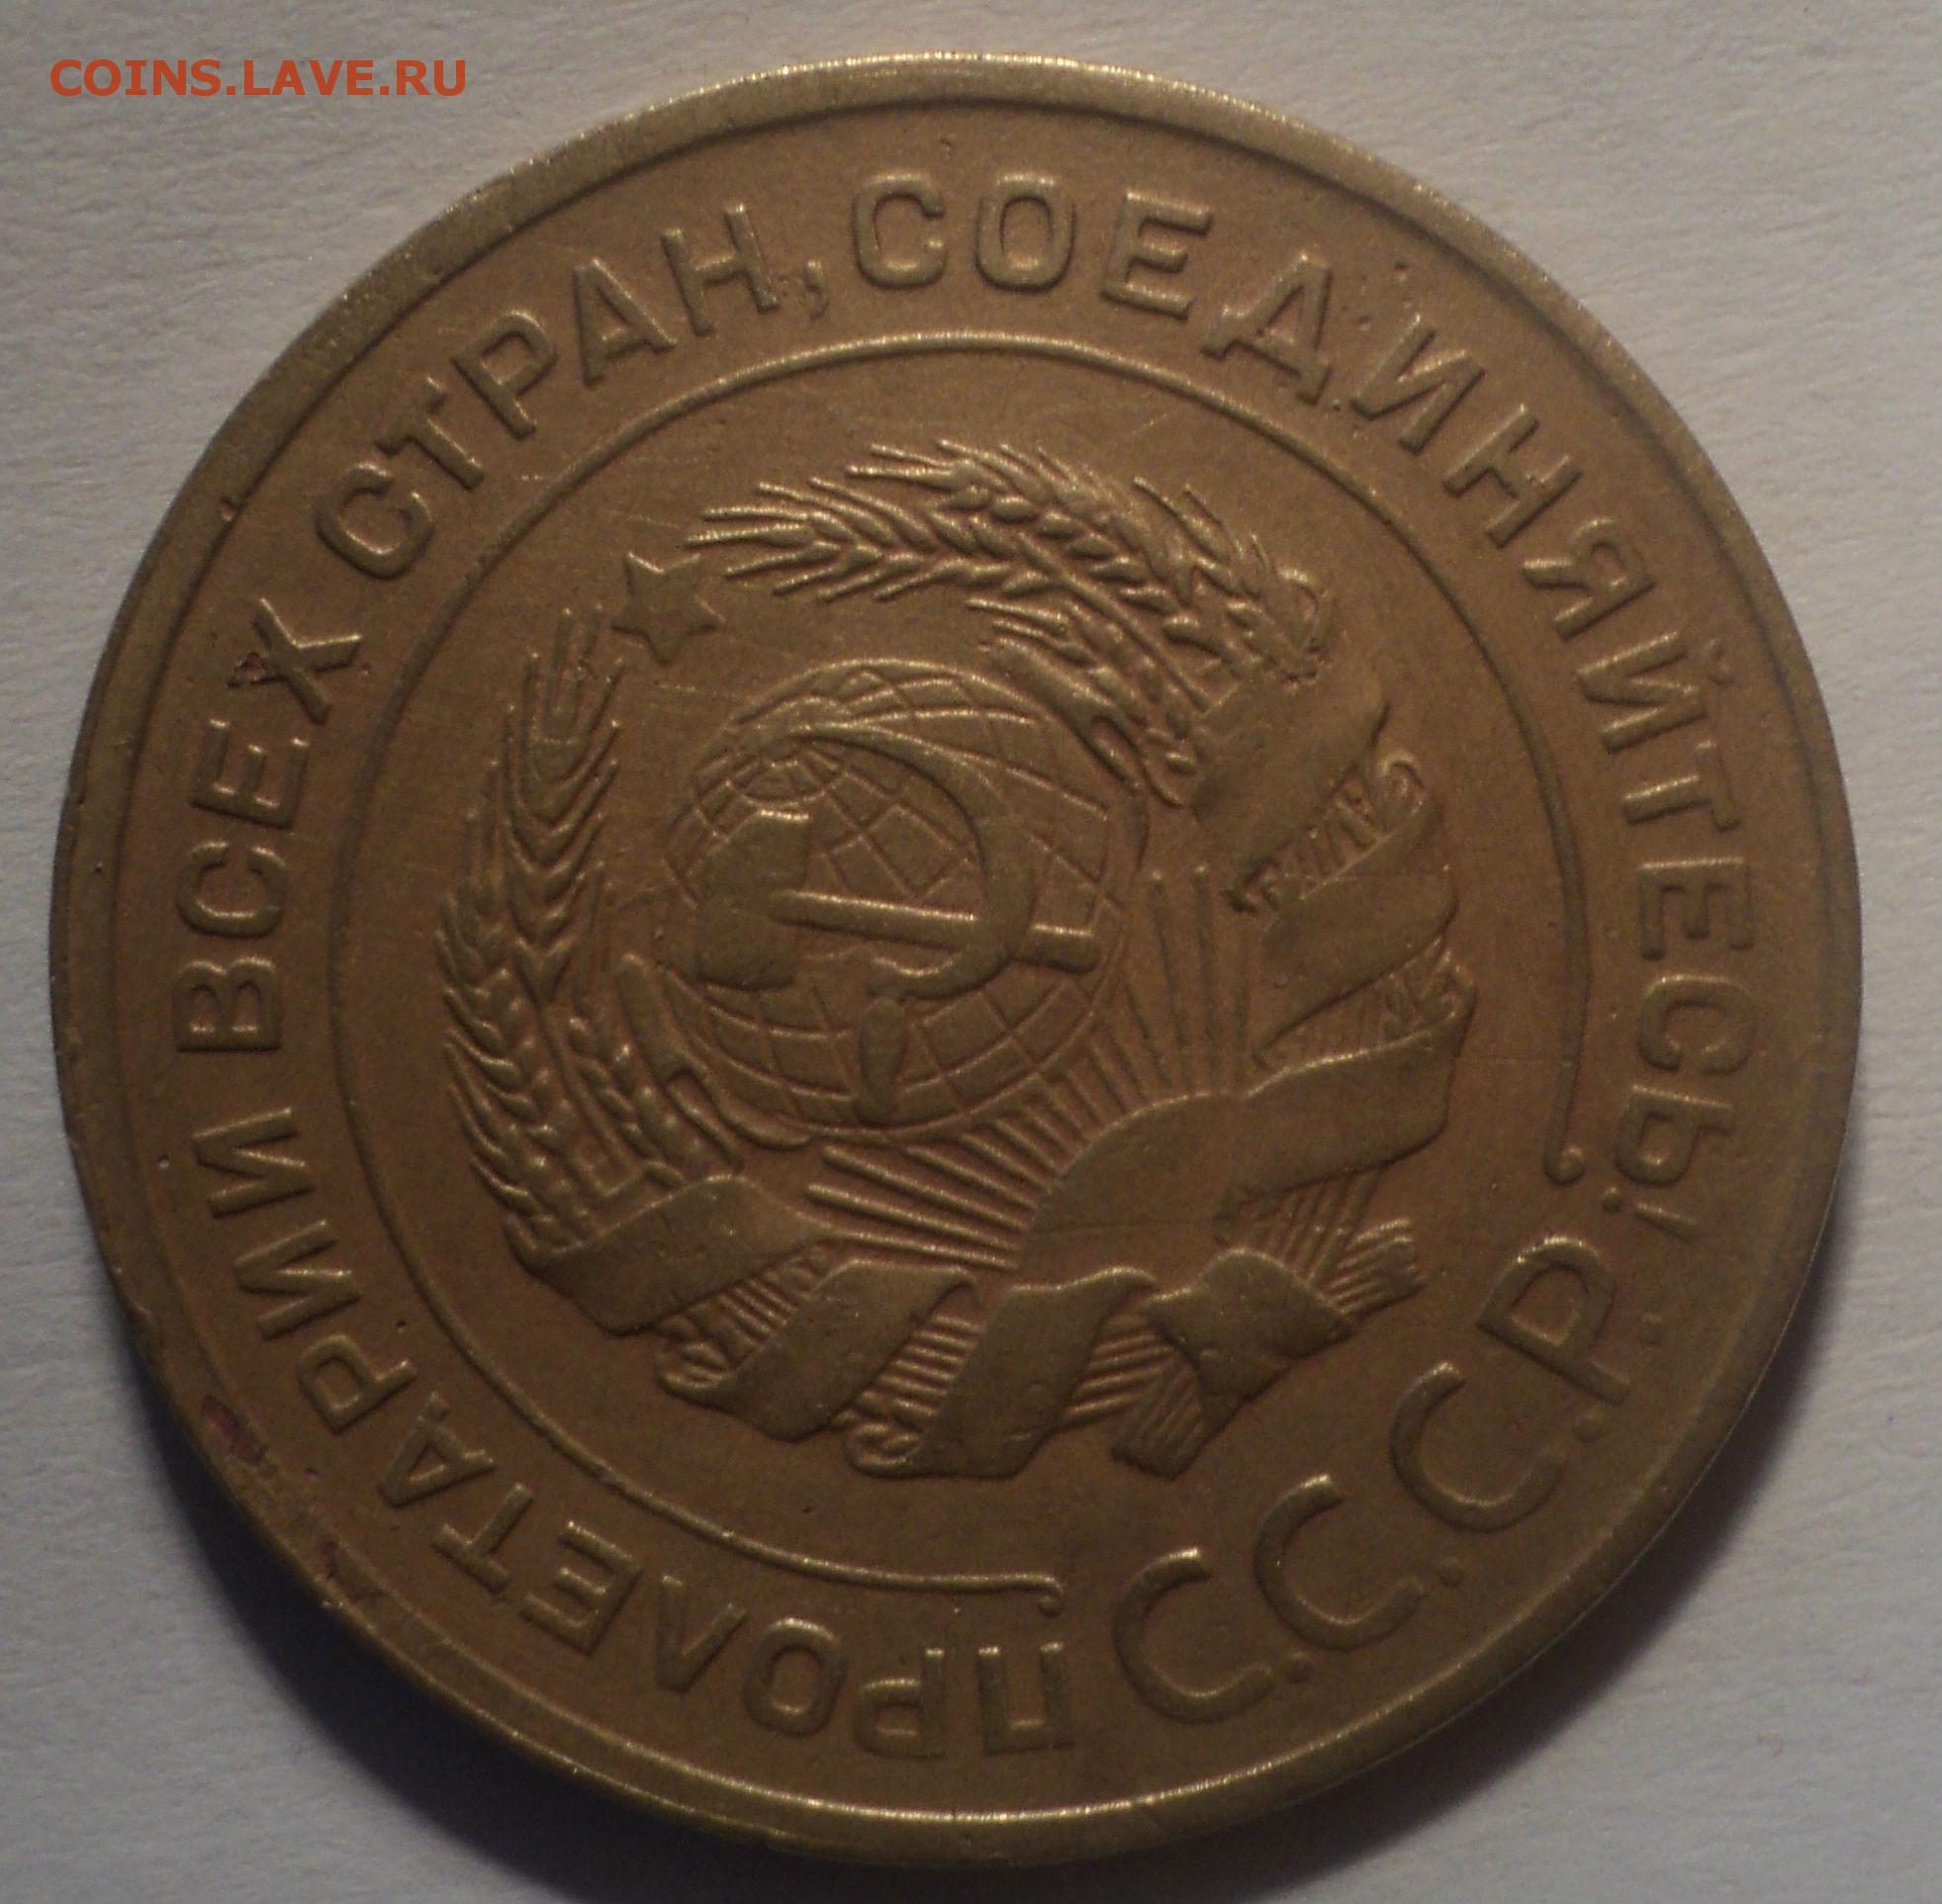 COINS.LAVE.RU
ПРОЛЕТАРИИ ВСЕХ СТРАН, СОЕДИНЯЙТЕСЬ!
С.С.С.Р.